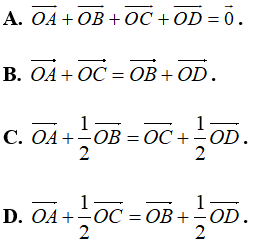 A. $\overrightarrow{OA} + \overrightarrow{OB} + \overrightarrow{OC} + \overrightarrow{OD} = \vec{0}$.
B. $\overrightarrow{OA} + \overrightarrow{OC} = \overrightarrow{OB} + \overrightarrow{OD}$.
C. $\overrightarrow{OA} + \frac{1}{2}\overrightarrow{OB} = \overrightarrow{OC} + \frac{1}{2}\overrightarrow{OD}$.
D. $\overrightarrow{OA} + \frac{1}{2}\overrightarrow{OC} = \overrightarrow{OB} + \frac{1}{2}\overrightarrow{OD}$.